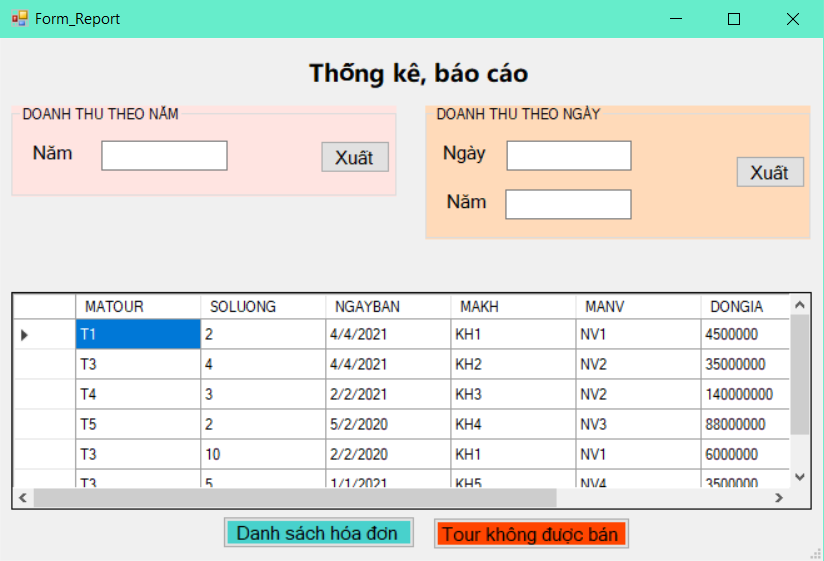 Form_Report
Thống kê, báo cáo
DOANH THU THEO NĂM
Năm
Xuất
DOANH THU THEO NGÀY
Ngày
Năm
Xuất
MATOUR SOLUONG NGAYBAN MAKH MANV DONGIA
T1 2 4/4/2021 KH1 NV1 4500000
T3 4 4/4/2021 KH2 NV2 35000000
T4 3 2/2/2021 KH3 NV2 140000000
T5 2 5/2/2020 KH4 NV3 88000000
T3 10 2/2/2020 KH1 NV1 6000000
T3 5 1/1/2021 KH5 NV4 3500000
Danh sách hóa đơn
Tour không được bán